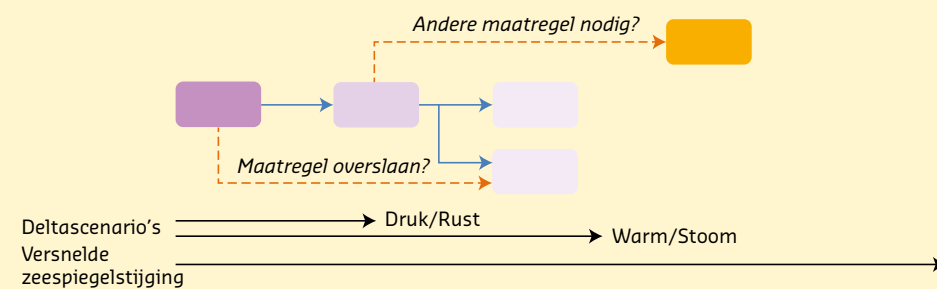 Andere maatregel nodig?
Maatregel overslaan?
Deltascenario's
Druk/Rust
Warm/Stoom
Versnelde
zeespiegelstijging